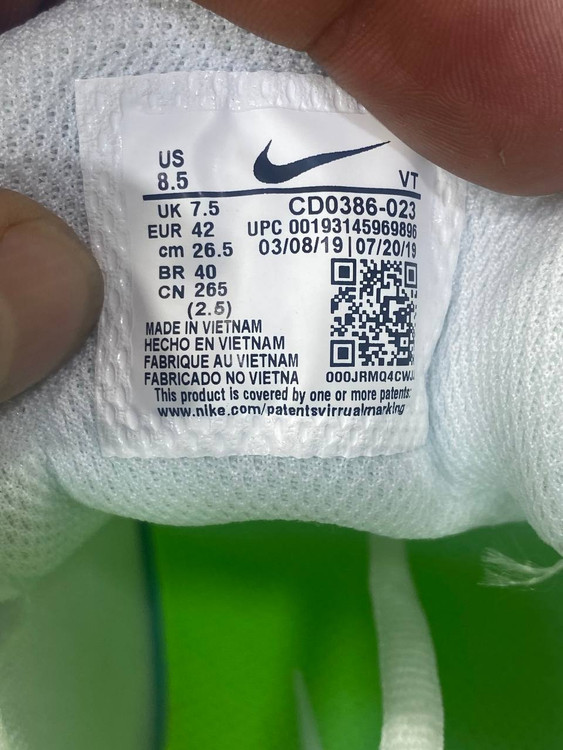 US
8.5
VT
UK 7.5
CD0386-023
EUR 42
UPC 00193145969896
cm 26.5
03/08/19|07/20/19
BR 40
CN 265
(2.5)
MADE IN VIETNAM
HECHO EN VIETNAM
FABRIQUE AU VIETNAM
FABRICADO NO VIETNA
000JRMQ4CWJ
This product is covered by one or more patents:
www.nike.com/patentsvirrualmarking